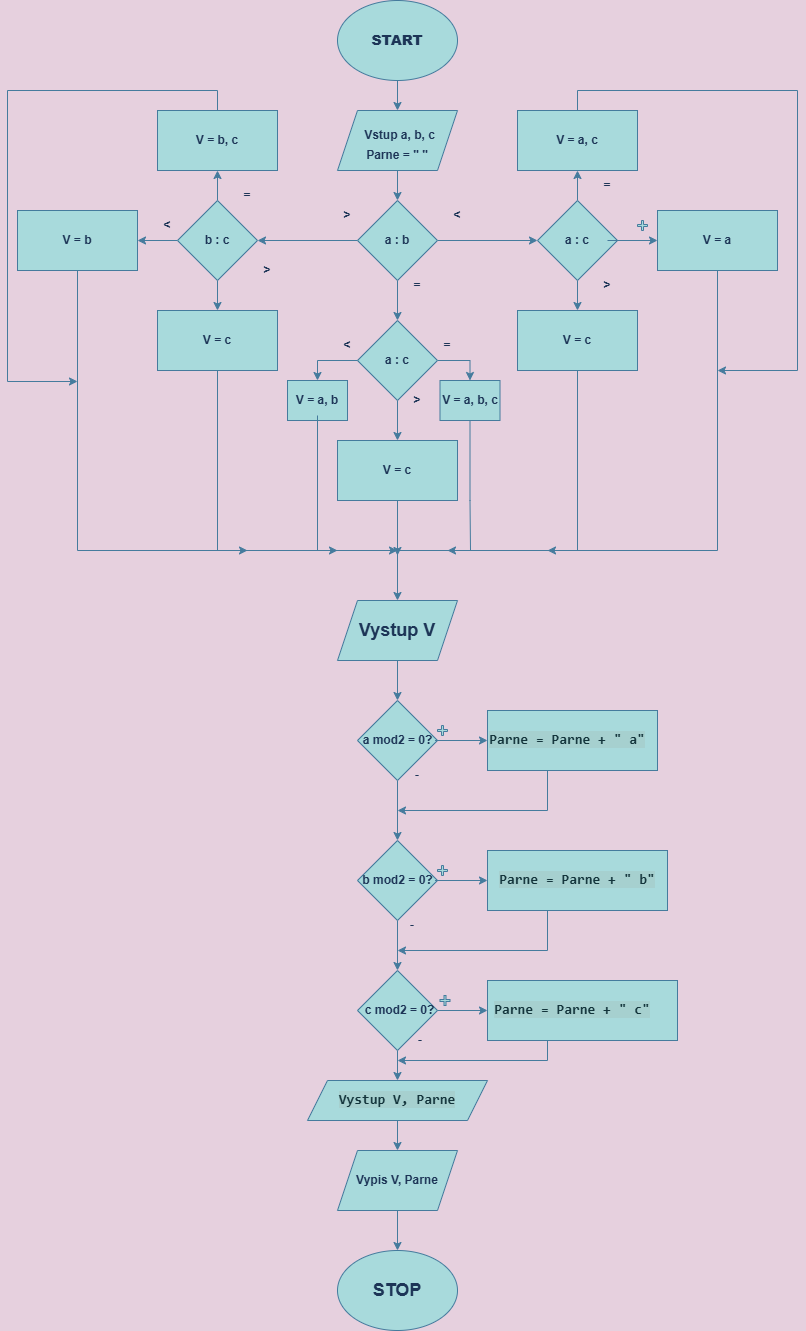 START
Vstup a, b, c
Parne = " "
V = b, c
V = a, c
=
=
>
<
<
V = b
b : c
a : b
a : c
V = a
>
=
>
V = c
a : c
V = c
<
=
V = a, b
>
V = a, b, c
V = c
Vystup V
a mod2 = 0?
Parne = Parne + " a"
-
b mod2 = 0?
Parne = Parne + " b"
-
c mod2 = 0?
Parne = Parne + " c"
-
Vystup V, Parne
Vypis V, Parne
STOP